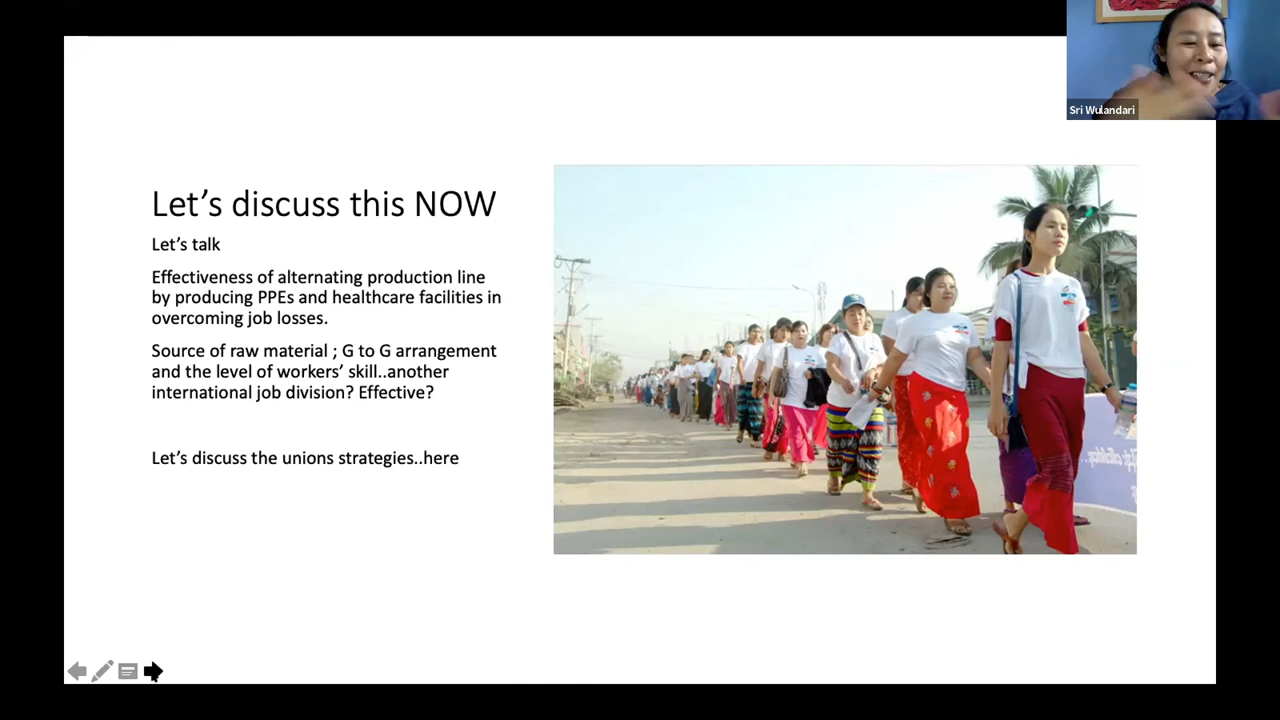 Sri Wulandari
Let's discuss this NOW
Let's talk
Effectiveness of alternating production line
by producing PPEs and healthcare facilities in
overcoming job losses.
Source of raw material ; G to G arrangement
and the level of workers' skill..another
international job division? Effective?
Let's discuss the unions strategies..here